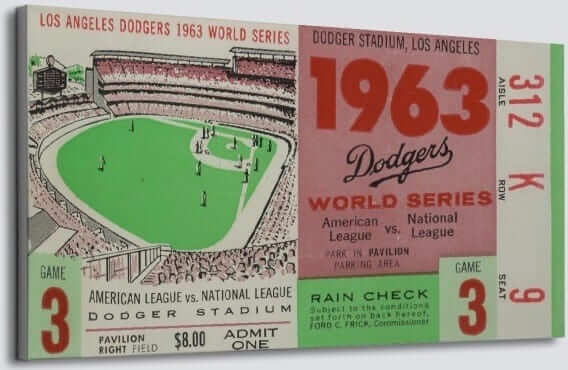 LOS ANGELES DODGERS 1963 WORLD SERIES
GAME
3
AMERICAN LEAGUE vs. NATIONAL LEAGUE
DODGER STADIUM
PAVILION
RIGHT FIELD
$8.00
ADMIT
ONE
DODGER STADIUM, LOS ANGELES
1963
Dodgers
WORLD SERIES
American
League
vs.
National
League
PARK IN PAVILION
PARKING AREA
RAIN CHECK
Subject to the conditions
set forth on back hereof,
FORD C. FRICK, Commissioner
GAME
3
AISLE
312
ROW
K
SEAT
9